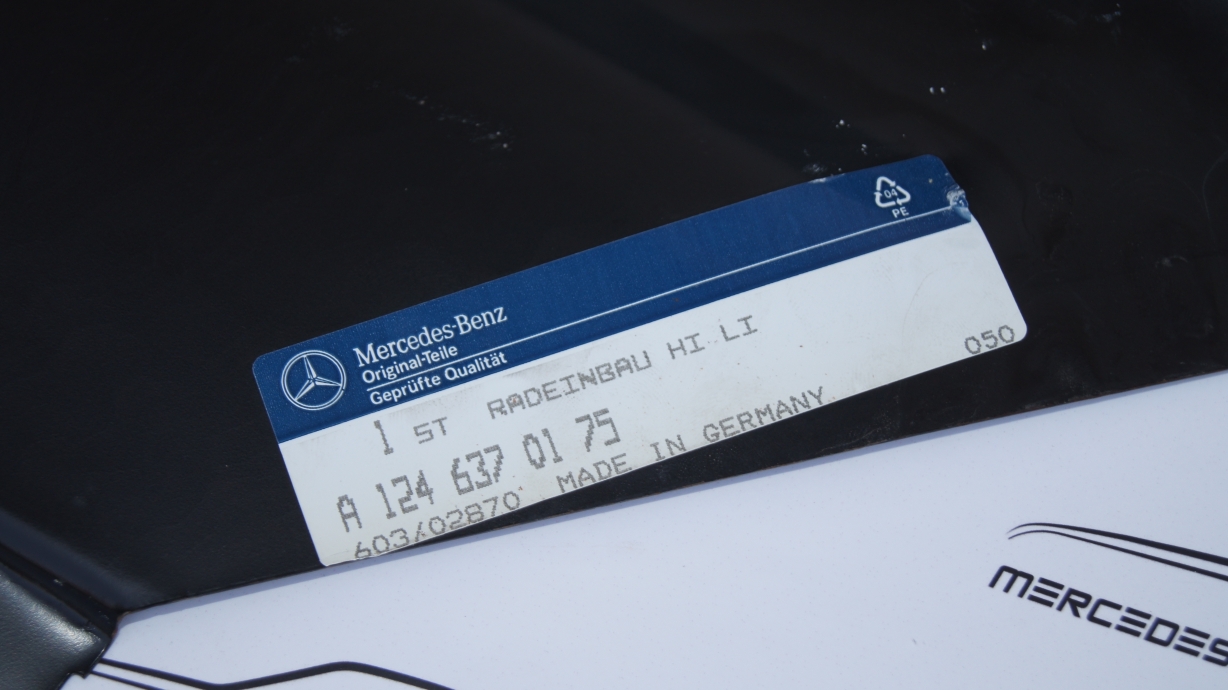 04
PE
Mercedes-Benz
Original-Teile
Geprüfte Qualität
1 ST RADEINBAU HI LI
050
A 124 637 01 75
603/02870 MADE IN GERMANY
MERCEDES